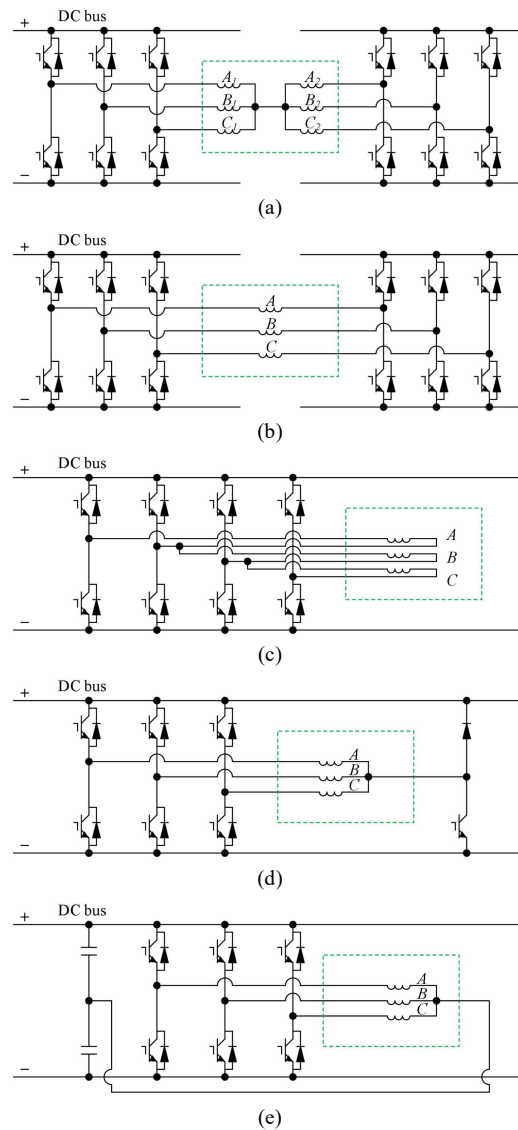 + DC bus
A1 A2
B1 B2
C1 C2
−
(a)
+ DC bus
A
B
C
−
(b)
+ DC bus
A
B
C
−
(c)
+ DC bus
A
B
C
−
(d)
+ DC bus
A
B
C
−
(e)